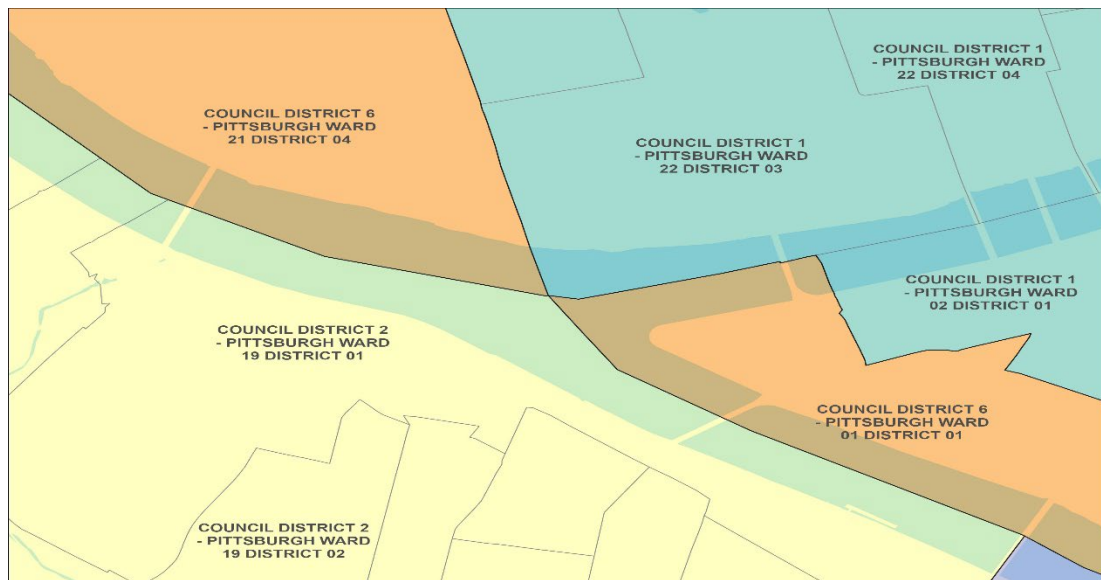 COUNCIL DISTRICT 1
- PITTSBURGH WARD
22 DISTRICT 04
COUNCIL DISTRICT 6
- PITTSBURGH WARD
21 DISTRICT 04
COUNCIL DISTRICT 1
- PITTSBURGH WARD
22 DISTRICT 03
COUNCIL DISTRICT 1
- PITTSBURGH WARD
02 DISTRICT 01
COUNCIL DISTRICT 2
- PITTSBURGH WARD
19 DISTRICT 01
COUNCIL DISTRICT 6
- PITTSBURGH WARD
01 DISTRICT 01
COUNCIL DISTRICT 2
- PITTSBURGH WARD
19 DISTRICT 02